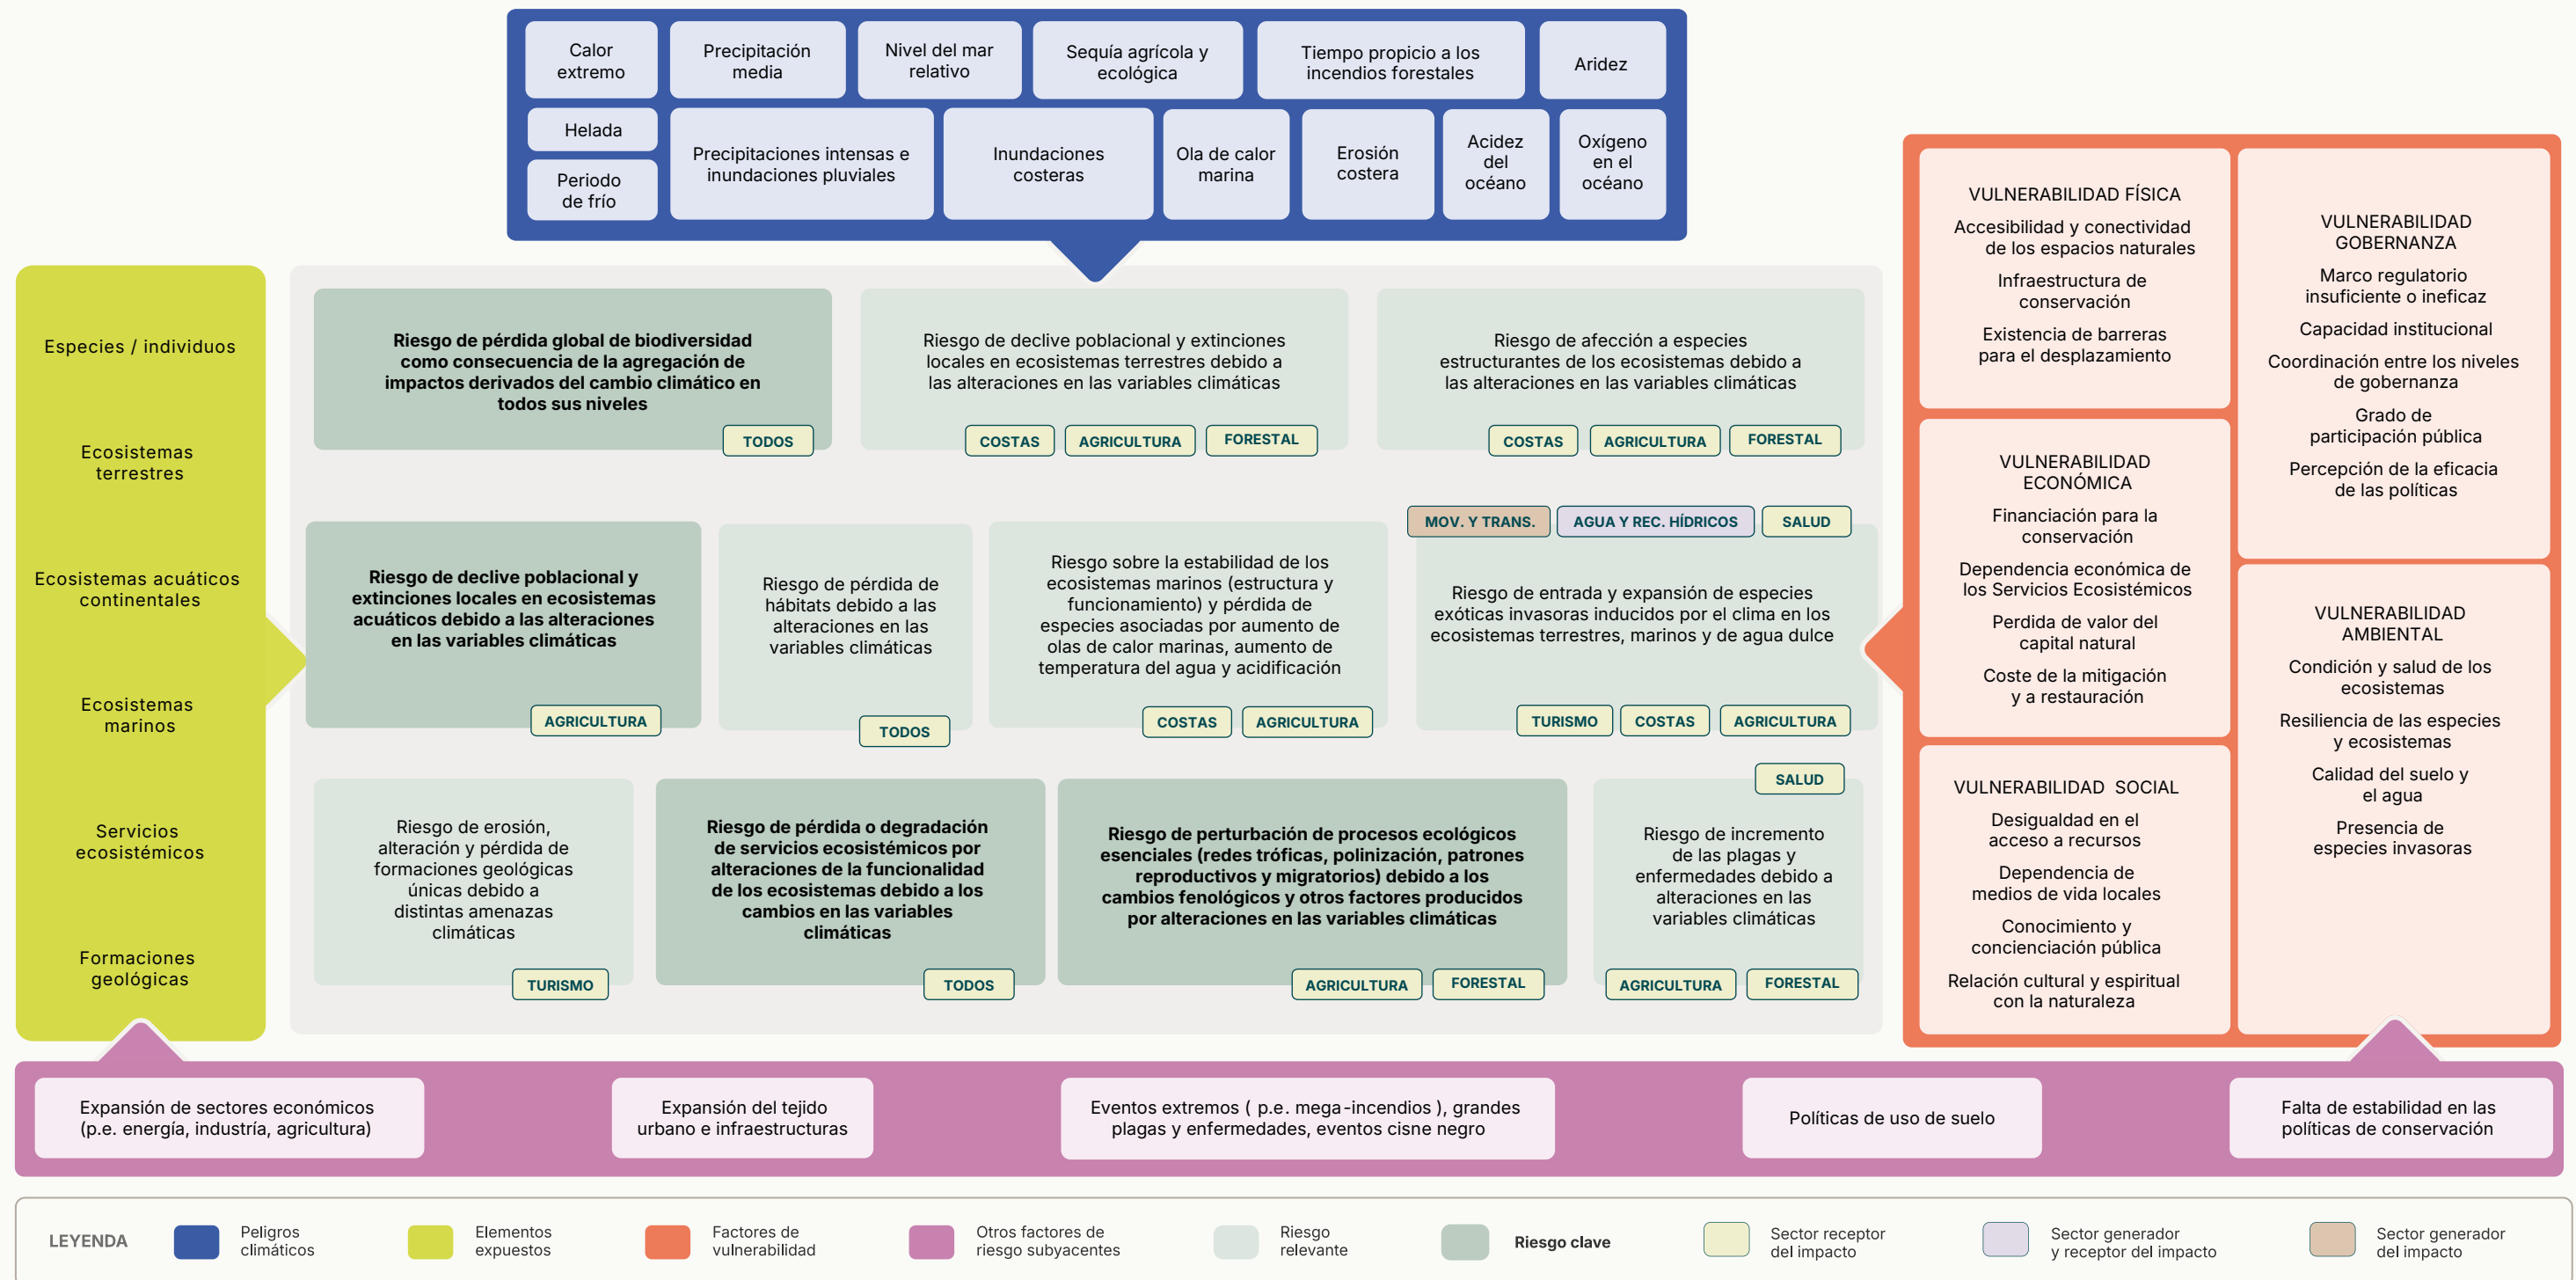 Calor
extremo
Precipitación
media
Nivel del mar
relativo
Sequía agrícola y
ecológica
Tiempo propicio a los
incendios forestales
Aridez
Helada
Periodo
de frío
Precipitaciones intensas e
inundaciones pluviales
Inundaciones
costeras
Ola de calor
marina
Erosión
costera
Acidez
del
océano
Oxígeno
en el
océano
Especies / individuos
Ecosistemas
terrestres
Ecosistemas acuáticos
continentales
Ecosistemas
marinos
Servicios
ecosistémicos
Formaciones
geológicas
Riesgo de pérdida global de biodiversidad
como consecuencia de la agregación de
impactos derivados del cambio climático en
todos sus niveles
TODOS
Riesgo de declive poblacional y extinciones
locales en ecosistemas terrestres debido a
las alteraciones en las variables climáticas
COSTAS
AGRICULTURA
FORESTAL
Riesgo de afección a especies
estructurantes de los ecosistemas debido a
las alteraciones en las variables climáticas
COSTAS
AGRICULTURA
FORESTAL
Riesgo de declive poblacional y
extinciones locales en ecosistemas
acuáticos debido a las alteraciones
en las variables climáticas
AGRICULTURA
Riesgo de pérdida de
hábitats debido a las
alteraciones en las
variables climáticas
TODOS
Riesgo sobre la estabilidad de los
ecosistemas marinos (estructura y
funcionamiento) y pérdida de
especies asociadas por aumento de
olas de calor marinas, aumento de
temperatura del agua y acidificación
COSTAS
AGRICULTURA
MOV. Y TRANS.
AGUA Y REC. HÍDRICOS
SALUD
Riesgo de entrada y expansión de especies
exóticas invasoras inducidos por el clima en los
ecosistemas terrestres, marinos y de agua dulce
TURISMO
COSTAS
AGRICULTURA
Riesgo de erosión,
alteración y pérdida de
formaciones geológicas
únicas debido a
distintas amenazas
climáticas
TURISMO
Riesgo de pérdida o degradación
de servicios ecosistémicos por
alteraciones de la funcionalidad
de los ecosistemas debido a los
cambios en las variables
climáticas
TODOS
Riesgo de perturbación de procesos ecológicos
esenciales (redes tróficas, polinización, patrones
reproductivos y migratorios) debido a los
cambios fenológicos y otros factores producidos
por alteraciones en las variables climáticas
AGRICULTURA
FORESTAL
SALUD
Riesgo de incremento
de las plagas y
enfermedades debido a
alteraciones en las
variables climáticas
AGRICULTURA
FORESTAL
VULNERABILIDAD FÍSICA
Accesibilidad y conectividad
de los espacios naturales
Infraestructura de
conservación
Existencia de barreras
para el desplazamiento
VULNERABILIDAD
ECONÓMICA
Financiación para la
conservación
Dependencia económica de
los Servicios Ecosistémicos
Perdida de valor del
capital natural
Coste de la mitigación
y a restauración
VULNERABILIDAD SOCIAL
Desigualdad en el
acceso a recursos
Dependencia de
medios de vida locales
Conocimiento y
concienciación pública
Relación cultural y espiritual
con la naturaleza
VULNERABILIDAD
GOBERNANZA
Marco regulatorio
insuficiente o ineficaz
Capacidad institucional
Coordinación entre los niveles
de gobernanza
Grado de
participación pública
Percepción de la eficacia
de las políticas
VULNERABILIDAD
AMBIENTAL
Condición y salud de los
ecosistemas
Resiliencia de las especies
y ecosistemas
Calidad del suelo y
el agua
Presencia de
especies invasoras
Expansión de sectores económicos
(p.e. energía, industría, agricultura)
Expansión del tejido
urbano e infraestructuras
Eventos extremos ( p.e. mega-incendios ), grandes
plagas y enfermedades, eventos cisne negro
Políticas de uso de suelo
Falta de estabilidad en las
políticas de conservación
LEYENDA
Peligros
climáticos
Elementos
expuestos
Factores de
vulnerabilidad
Otros factores de
riesgo subyacentes
Riesgo
relevante
Riesgo clave
Sector receptor
del impacto
Sector generador
y receptor del impacto
Sector generador
del impacto